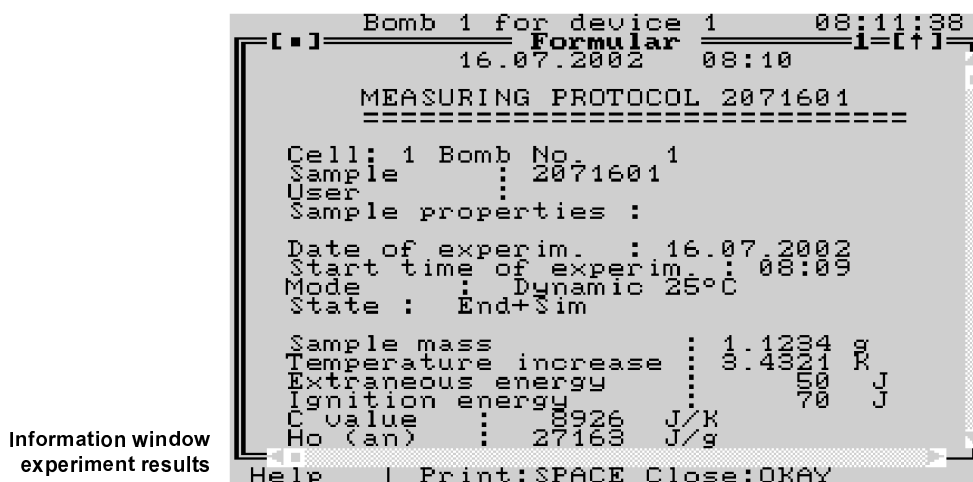 Bomb 1 for device 1 08:11:38
[▪] Formular 1=[↑]
16.07.2002 08:10
MEASURING PROTOCOL 2071601
=============================
Cell: 1 Bomb No. 1
Sample : 2071601
User :
Sample properties :
Date of experim. : 16.07.2002
Start time of experim. : 08:09
Mode : Dynamic 25°C
State : End+Sim
Sample mass : 1.1234 g
Temperature increase : 3.4321 K
Extraneous energy : 50 J
Ignition energy : 70 J
C value : 8926 J/K
Ho (an) : 27163 J/g
Help | Print:SPACE Close:OKAY
Information window
experiment results